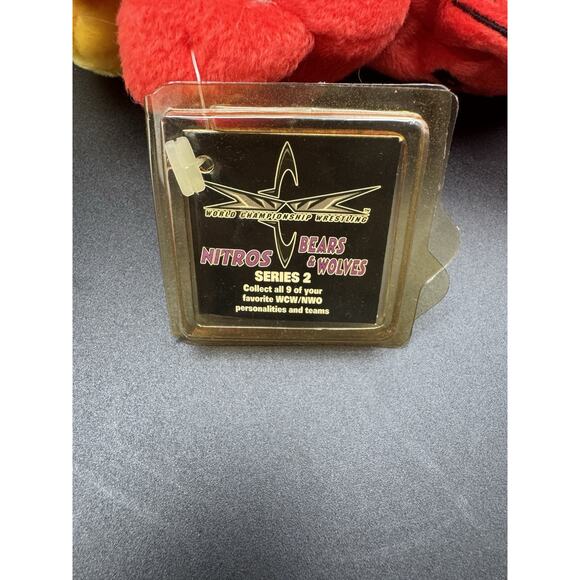 WORLD CHAMPIONSHIP WRESTLING
TM
NITROS BEARS
& WOLVES
SERIES 2
Collect all 9 of your
favorite WCW/NWO
personalities and teams